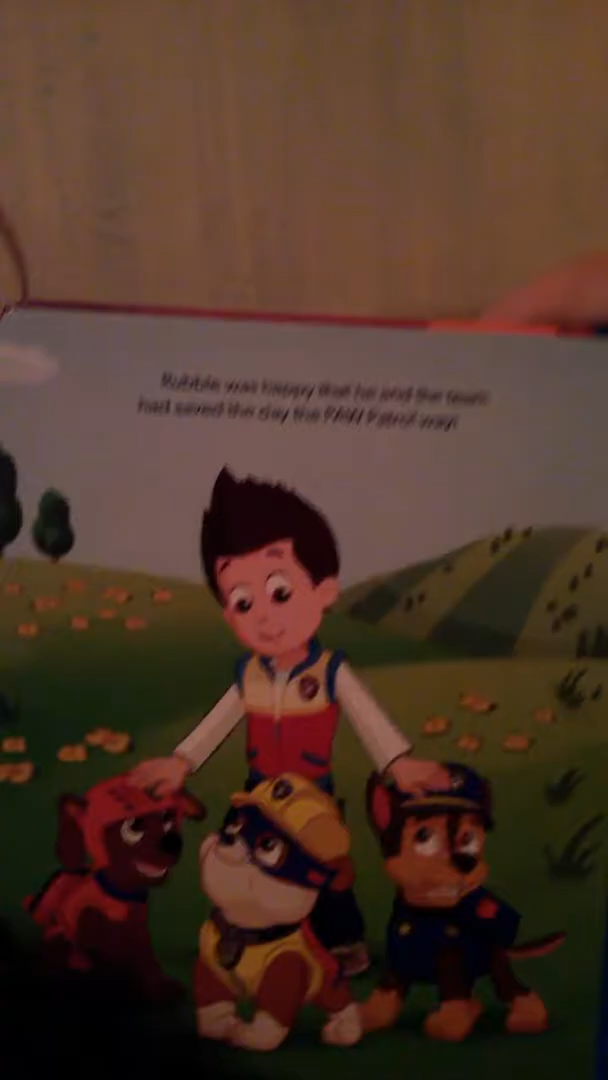 Rubble was happy that he and the team
had saved the day the PAW Patrol way!